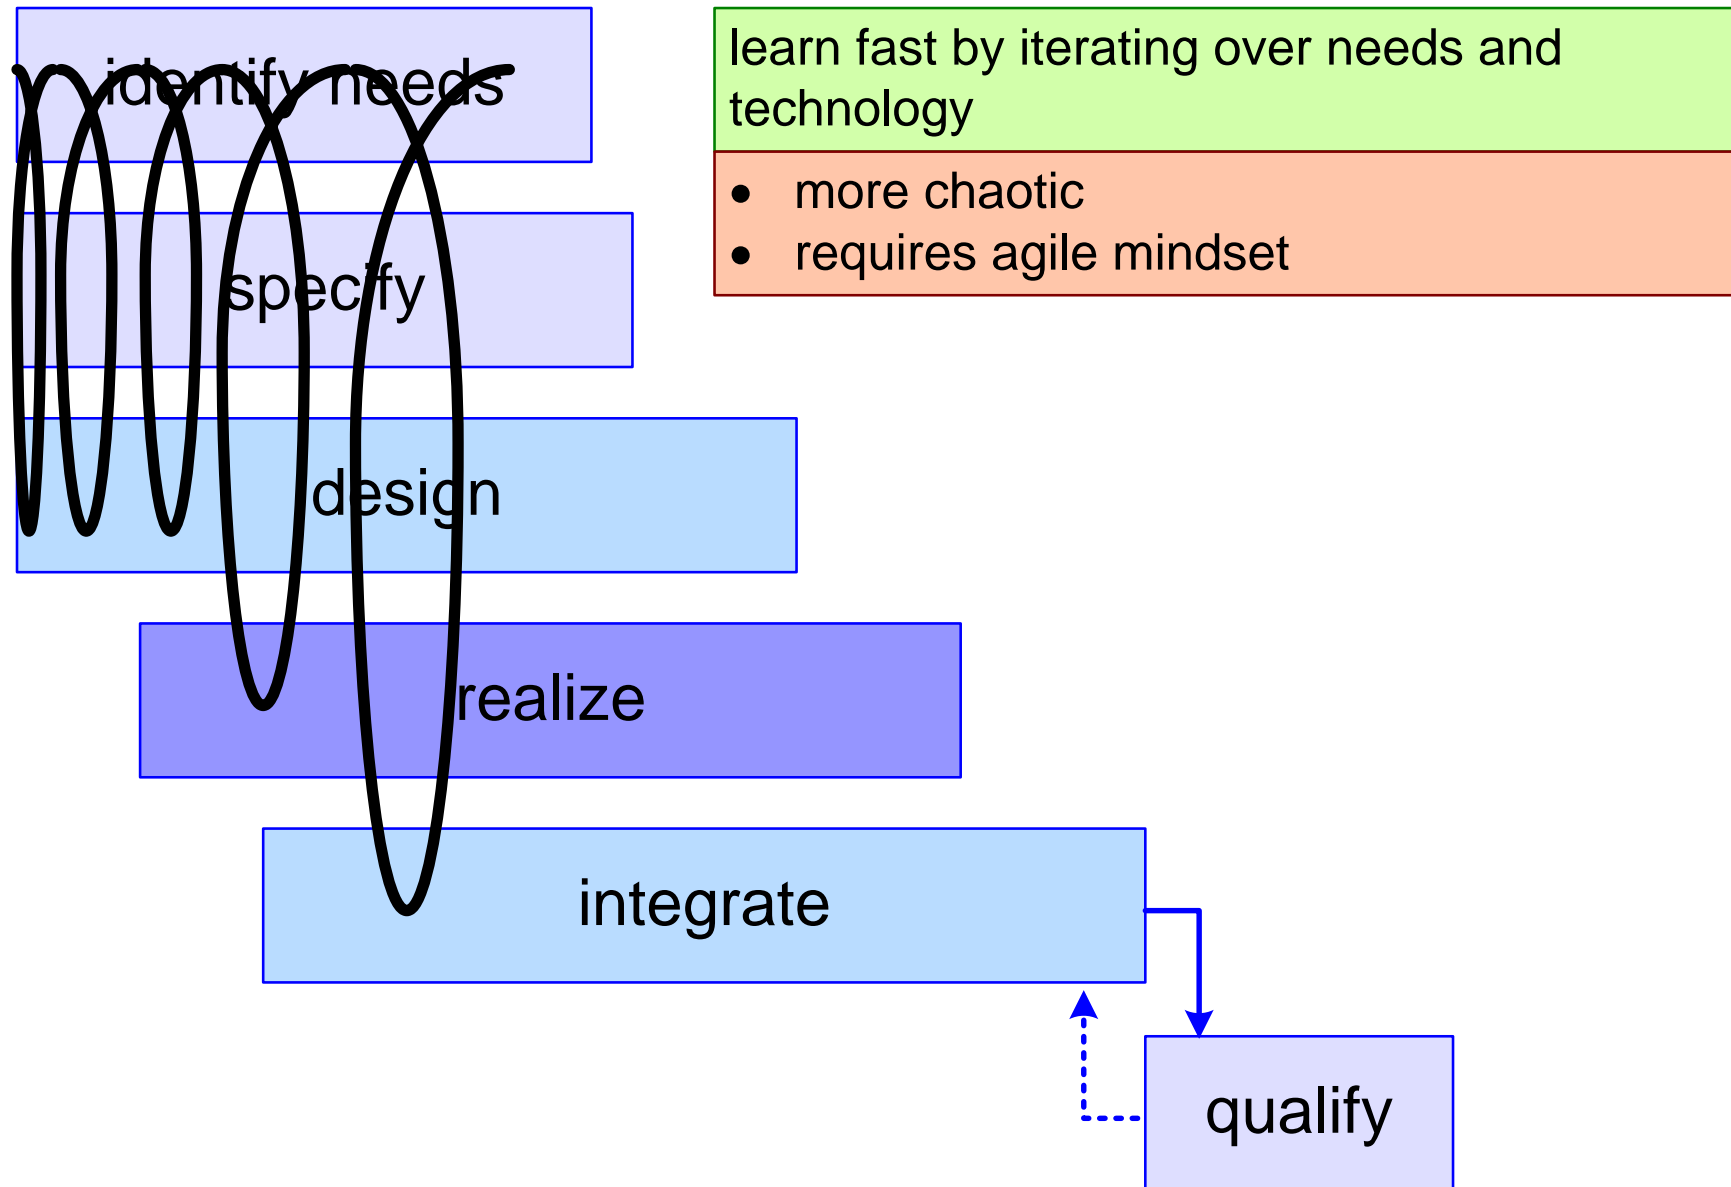 identify needs
learn fast by iterating over needs and
technology
• more chaotic
• requires agile mindset
specify
design
realize
integrate
qualify